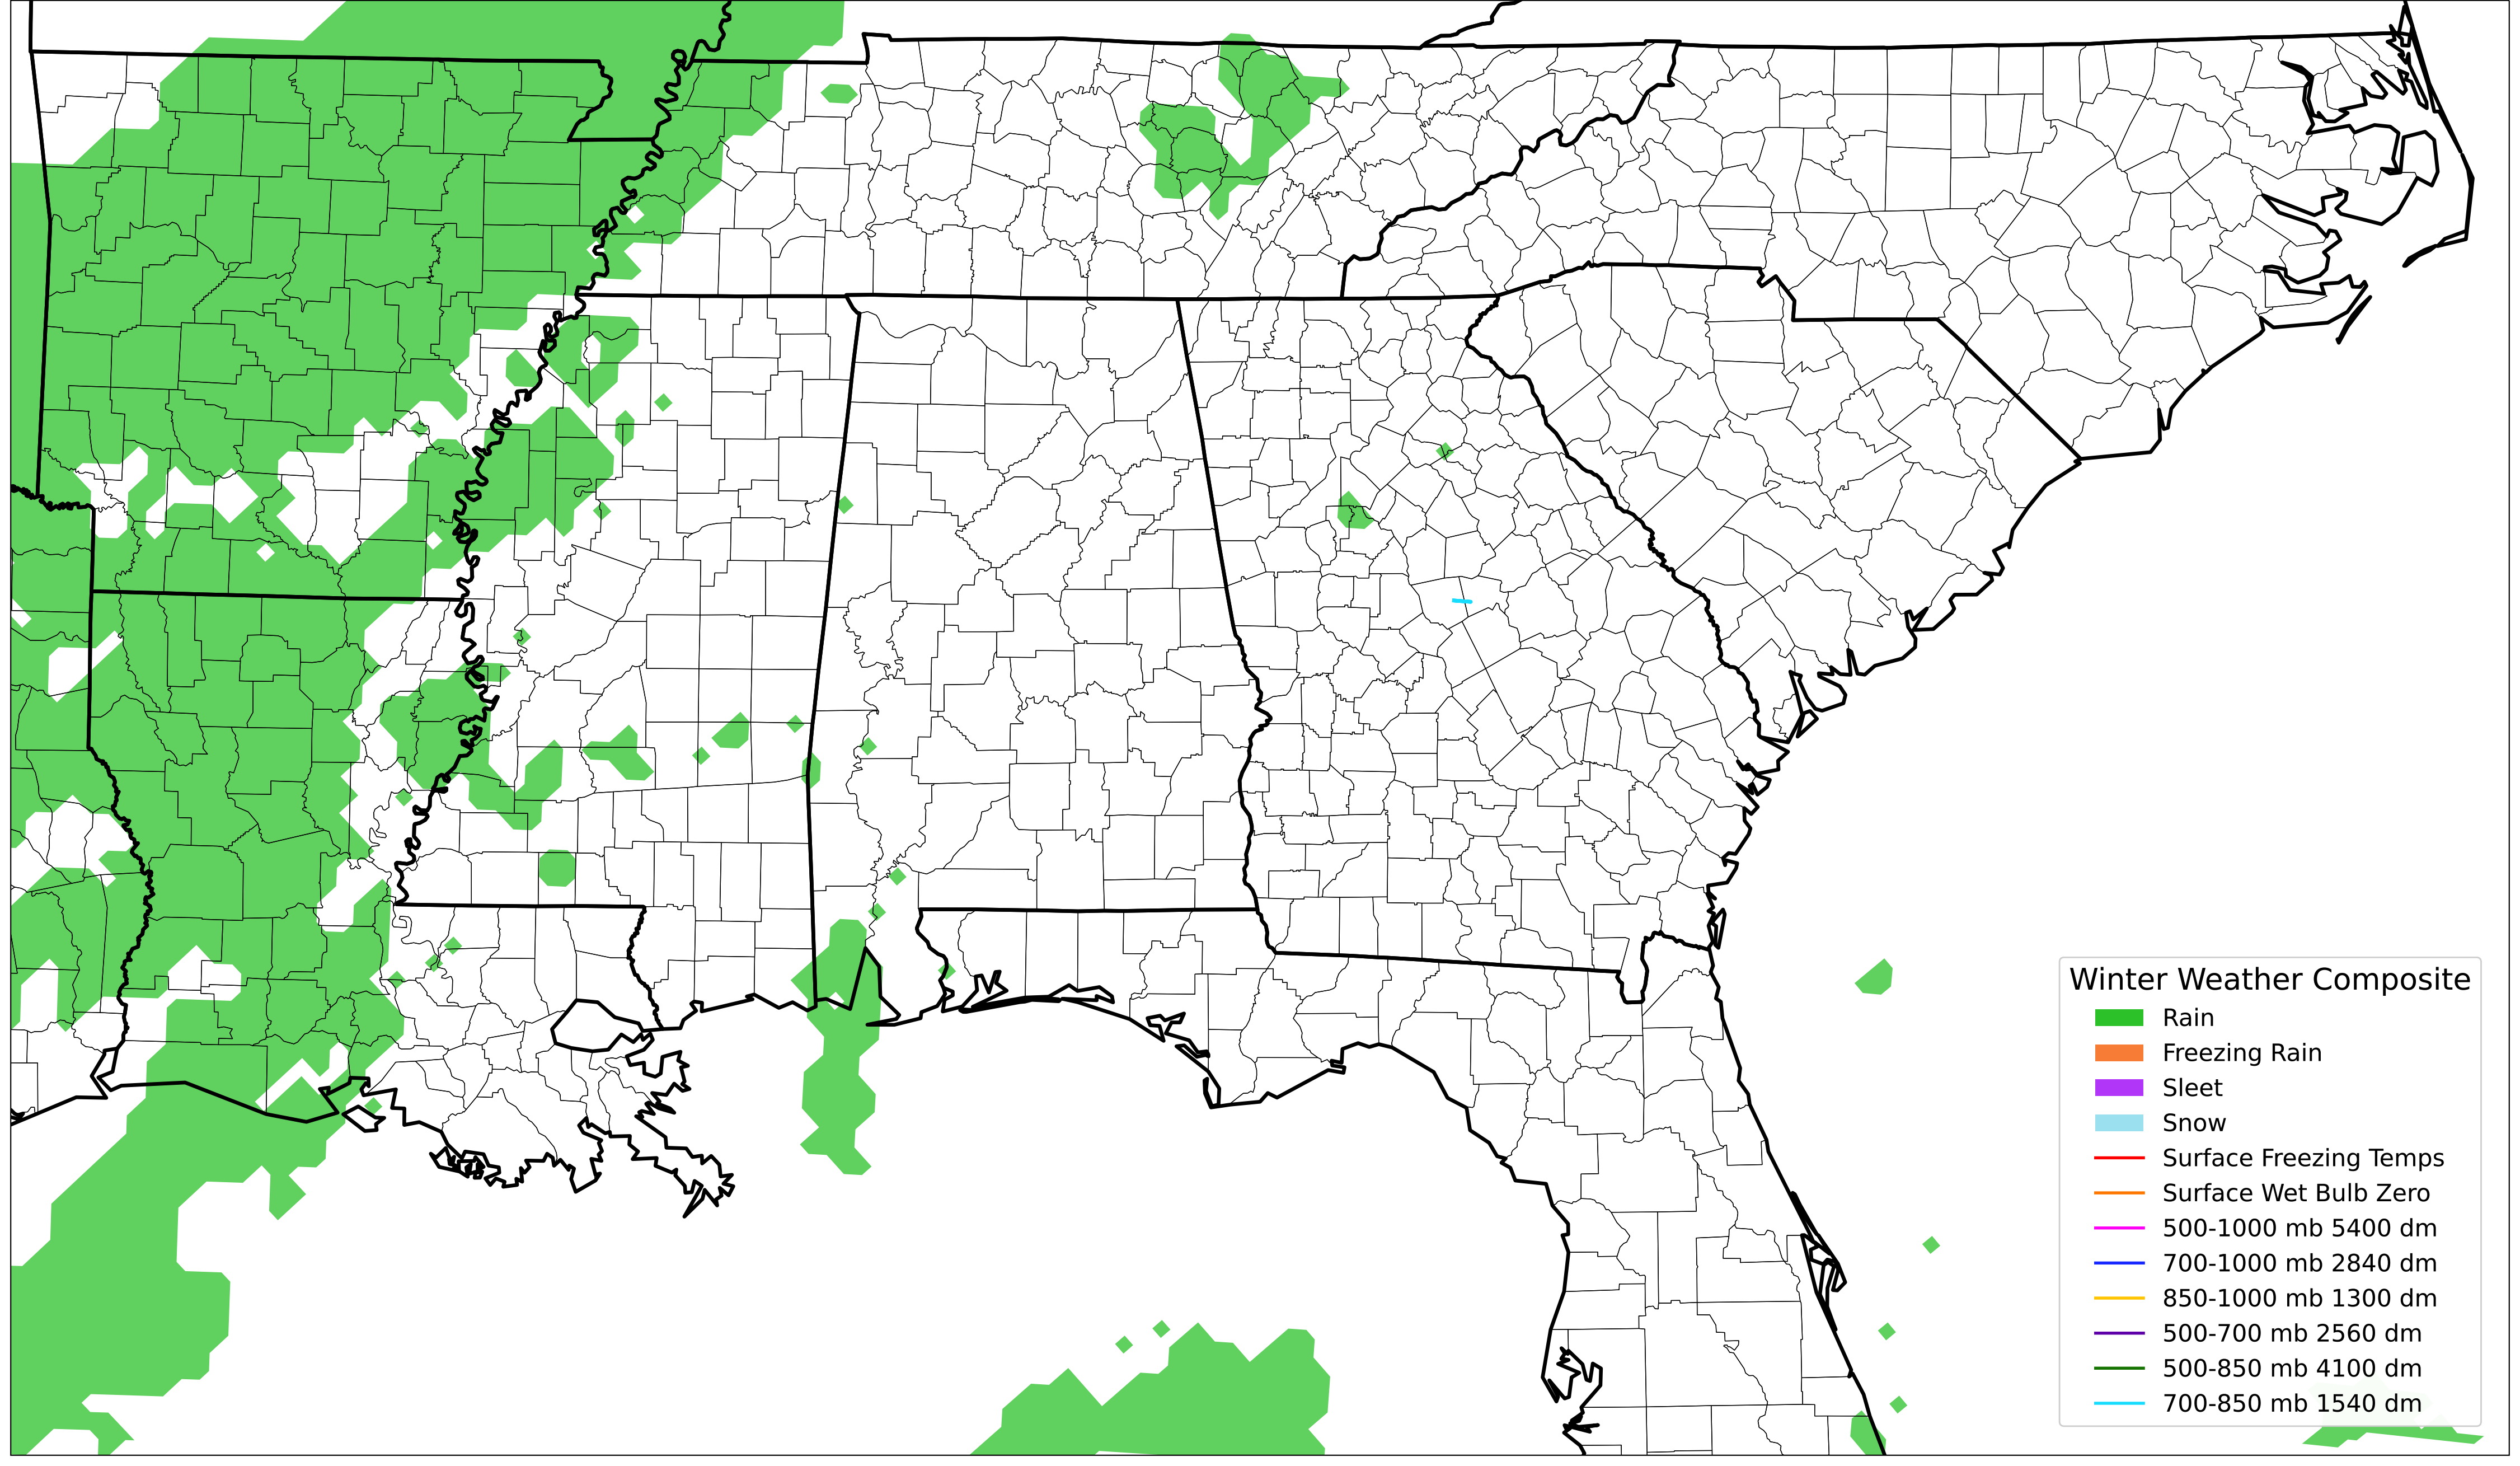 Winter Weather Composite
Rain
Freezing Rain
Sleet
Snow
Surface Freezing Temps
Surface Wet Bulb Zero
500-1000 mb 5400 dm
700-1000 mb 2840 dm
850-1000 mb 1300 dm
500-700 mb 2560 dm
500-850 mb 4100 dm
700-850 mb 1540 dm